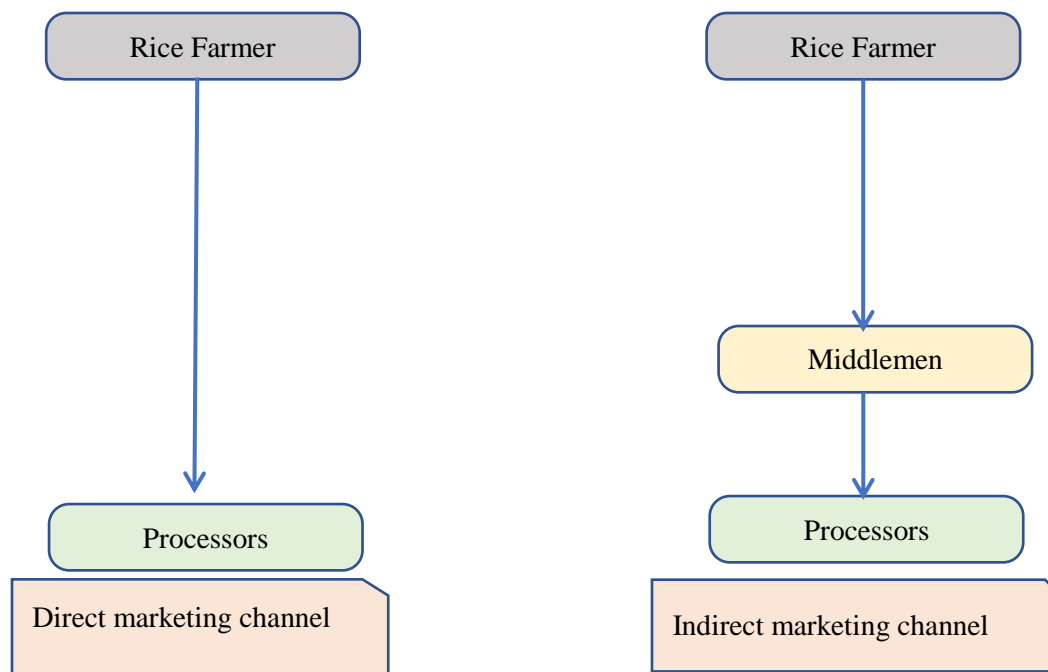 Rice Farmer
Rice Farmer
Middlemen
Processors
Processors
Direct marketing channel
Indirect marketing channel